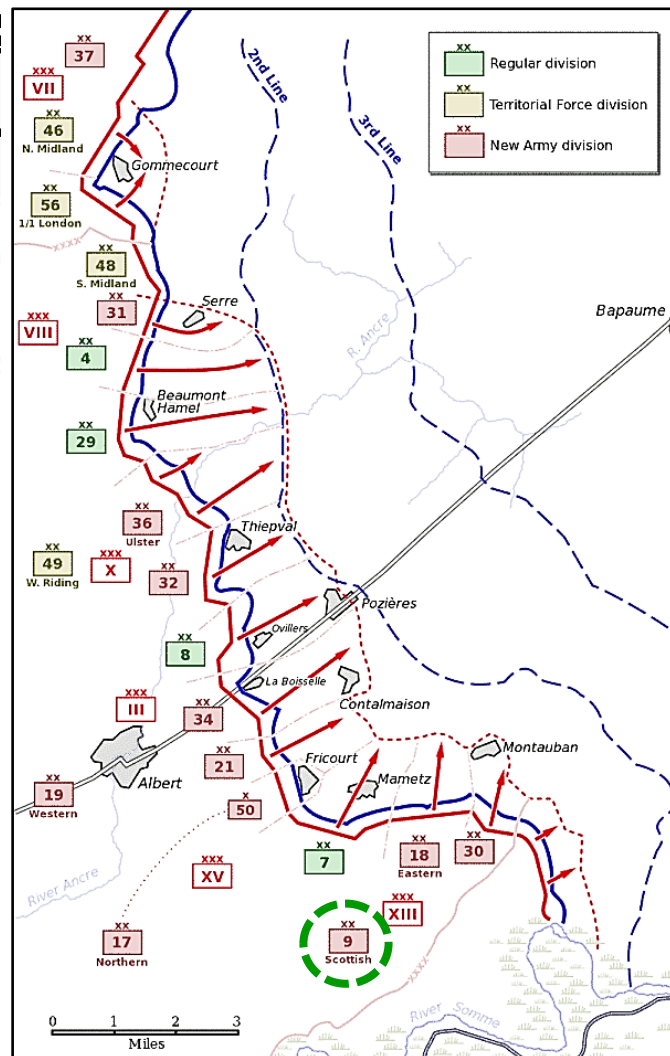 xx
37
xxx
VII
xx
46
N. Midland
Gommecourt
xx
56
1/1 London
xxxx
xx
48
S. Midland
2nd Line
3rd Line
xx
Regular division
xx
Territorial Force division
xx
New Army division
xx
31
Serre
xxx
VIII
xx
4
R. Ancre
Bapaume
Beaumont
Hamel
xx
29
xx
36
Ulster
Thiepval
xx
49
W. Riding
xxx
X
xx
32
Pozières
Ovillers
xx
8
La Boisselle
Contalmaison
xxx
III
xx
34
Albert
xx
21
Fricourt
Mametz
Montauban
xx
19
Western
x
50
River Ancre
xxx
XV
xx
7
xx
18
Eastern
xx
30
xxx
XIII
xx
17
Northern
xx
9
Scottish
xxxx
River Somme
0 1 2 3
Miles